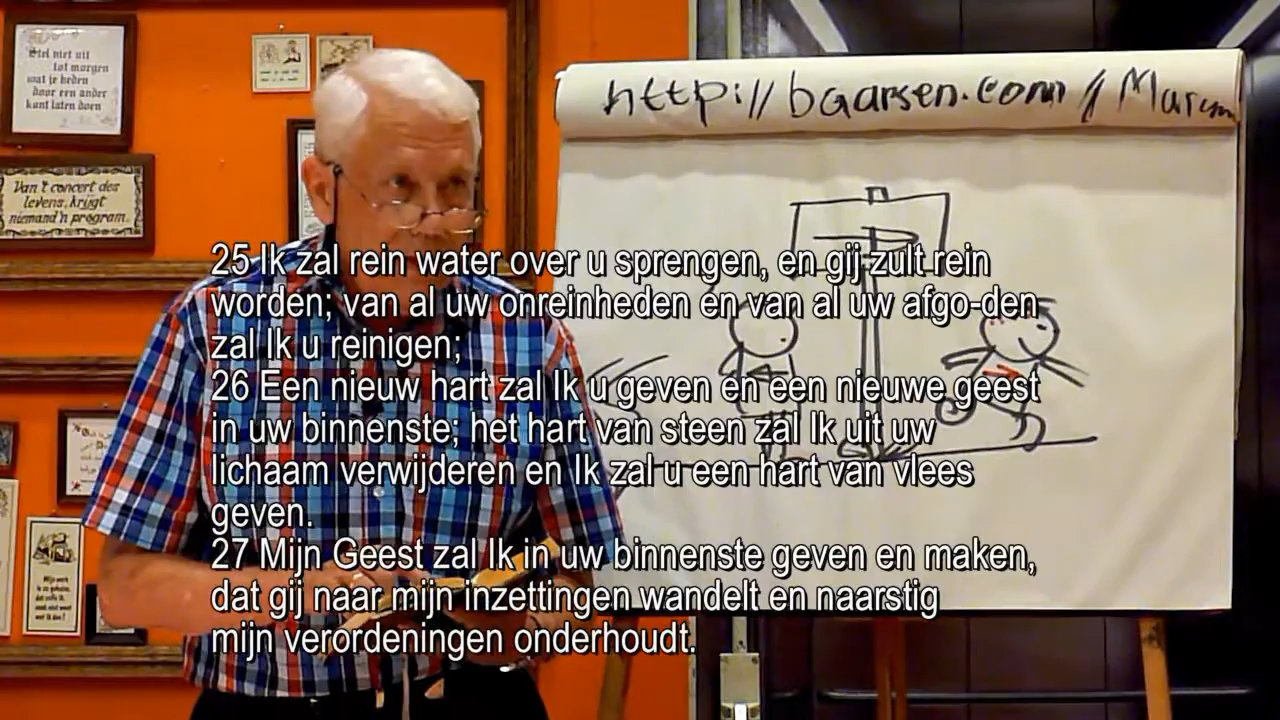 Stel niet uit
tot morgen
wat je heden
door een ander
kunt laten doen
Van 't concert des
levens, krijgt
niemand 'n program.
http://baarsen.com/
25 Ik zal rein water over u sprengen, en gij zult rein
worden; van al uw onreinheden en van al uw afgo-den
zal Ik u reinigen;
26 Een nieuw hart zal Ik u geven en een nieuwe geest
in uw binnenste; het hart van steen zal Ik uit uw
lichaam verwijderen en Ik zal u een hart van vlees
geven.
27 Mijn Geest zal Ik in uw binnenste geven en maken,
dat gij naar mijn inzettingen wandelt en naarstig
mijn verordeningen onderhoudt.